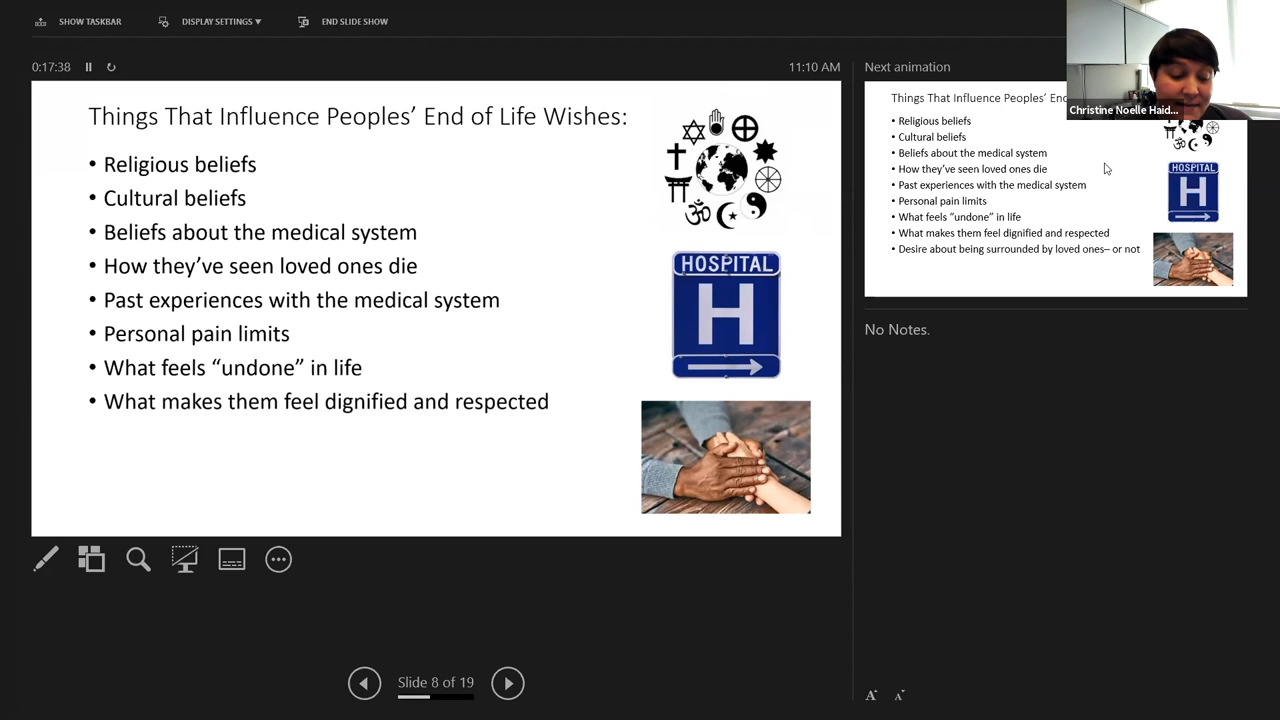 SHOW TASKBAR
DISPLAY SETTINGS ▼
END SLIDE SHOW
0:17:38
11:10 AM
Things That Influence Peoples’ End of Life Wishes:
• Religious beliefs
• Cultural beliefs
• Beliefs about the medical system
• How they’ve seen loved ones die
• Past experiences with the medical system
• Personal pain limits
• What feels “undone” in life
• What makes them feel dignified and respected
HOSPITAL
H
Slide 8 of 19
Next animation
Christine Noelle Haid...
Things That Influence Peoples’ En
• Religious beliefs
• Cultural beliefs
• Beliefs about the medical system
• How they’ve seen loved ones die
• Past experiences with the medical system
• Personal pain limits
• What feels “undone” in life
• What makes them feel dignified and respected
• Desire about being surrounded by loved ones– or not
HOSPITAL
H
No Notes.
A A